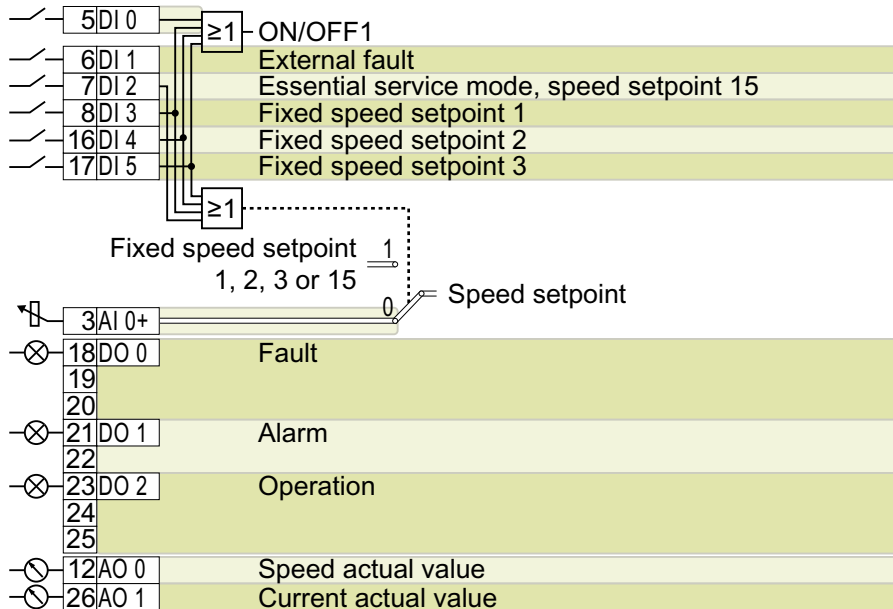 5 DI 0 ≥1 ON/OFF1
6 DI 1 External fault
7 DI 2 Essential service mode, speed setpoint 15
8 DI 3 Fixed speed setpoint 1
16 DI 4 Fixed speed setpoint 2
17 DI 5 Fixed speed setpoint 3
≥1
Fixed speed setpoint 1
1, 2, 3 or 15
0 Speed setpoint
3 AI 0+
18 DO 0 Fault
19
20
21 DO 1 Alarm
22
23 DO 2 Operation
24
25
12 AO 0 Speed actual value
26 AO 1 Current actual value